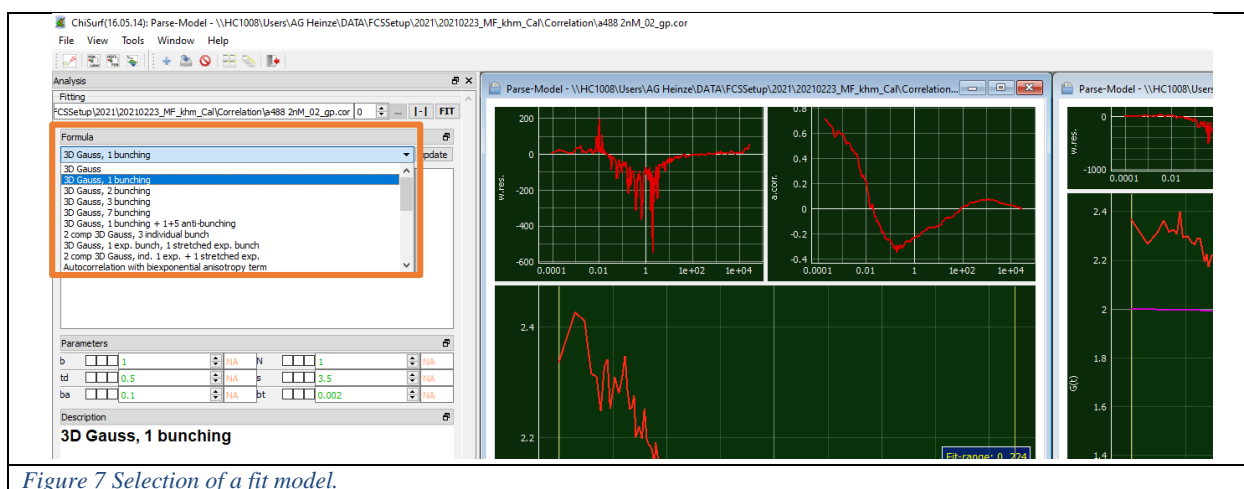 ChiSurf(16.05.14): Parse-Model - \\HC1008\Users\AG Heinze\DATA\FCSSetup\2021\20210223_MF_khm_Cal\Correlation\a488 2nM_02_gp.cor
File View Tools Window Help
Analysis
Fitting
FCSSetup\2021\20210223_MF_khm_Cal\Correlation\a488 2nM_02_gp.cor 0 ... |-| FIT
Formula
3D Gauss, 1 bunching pdate
3D Gauss
3D Gauss, 1 bunching
3D Gauss, 2 bunching
3D Gauss, 3 bunching
3D Gauss, 7 bunching
3D Gauss, 1 bunching + 1+5 anti-bunching
2 comp 3D Gauss, 3 individual bunch
3D Gauss, 1 exp. bunch, 1 stretched exp. bunch
2 comp 3D Gauss, ind. 1 exp. + 1 stretched exp.
Autocorrelation with biexponential anisotropy term
Parameters
b 1 NA N 1 NA
td 0.5 NA s 3.5 NA
ba 0.1 NA bt 0.002 NA
Description
3D Gauss, 1 bunching
Parse-Model - \\HC1008\Users\AG Heinze\DATA\FCSSetup\2021\20210223_MF_khm_Cal\Correlation...
200
0
-200
-400
-600
w.res.
0.0001 0.01 1 1e+02 1e+04
0.8
0.6
0.4
0.2
0
-0.2
-0.4
a.corr.
0.0001 0.01 1 1e+02 1e+04
2.4
2.2
Fit-range: 0, 224
Parse-Model - \\HC1008\Users
0
-1000
w.res.
0.0001 0.01
2.4
2.2
2
1.8
1.6
1.4
G(t)
Figure 7 Selection of a fit model.